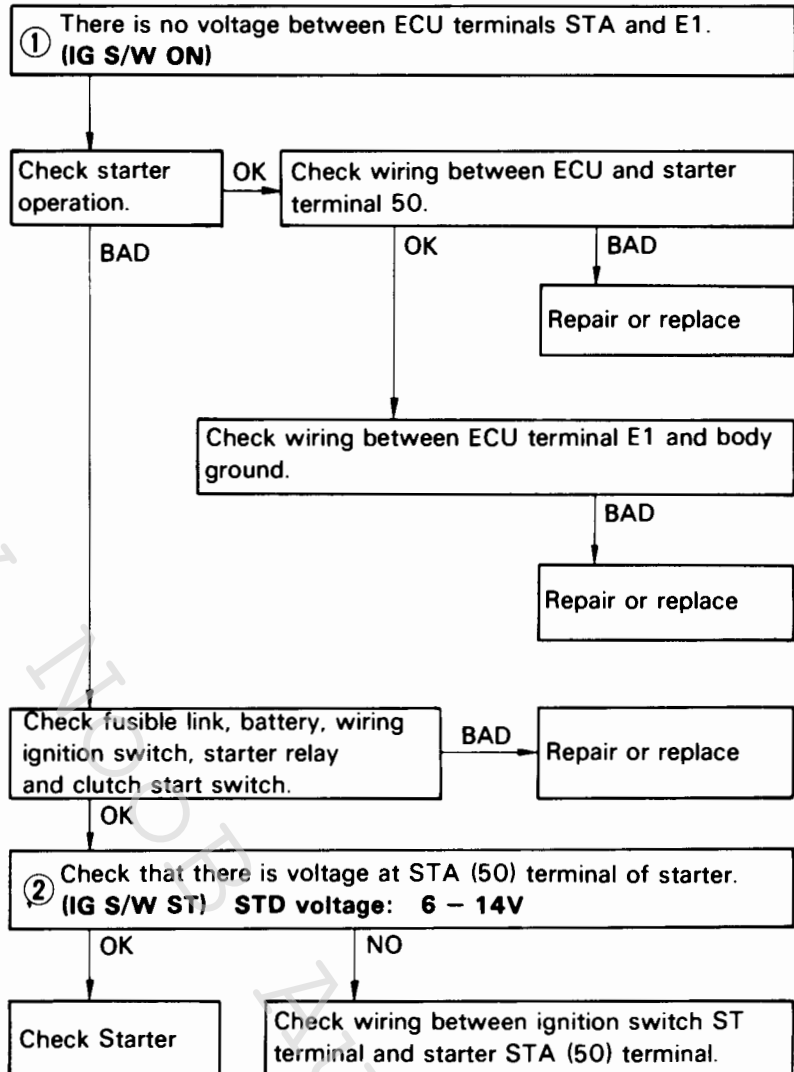 ① There is no voltage between ECU terminals STA and E1.
(IG S/W ON)
Check starter
operation.
OK
Check wiring between ECU and starter
terminal 50.
BAD
OK
BAD
Repair or replace
Check wiring between ECU terminal E1 and body
ground.
BAD
Repair or replace
Check fusible link, battery, wiring
ignition switch, starter relay
and clutch start switch.
BAD
Repair or replace
OK
② Check that there is voltage at STA (50) terminal of starter.
(IG S/W ST) STD voltage: 6 – 14V
OK
NO
Check Starter
Check wiring between ignition switch ST
terminal and starter STA (50) terminal.
NOOB